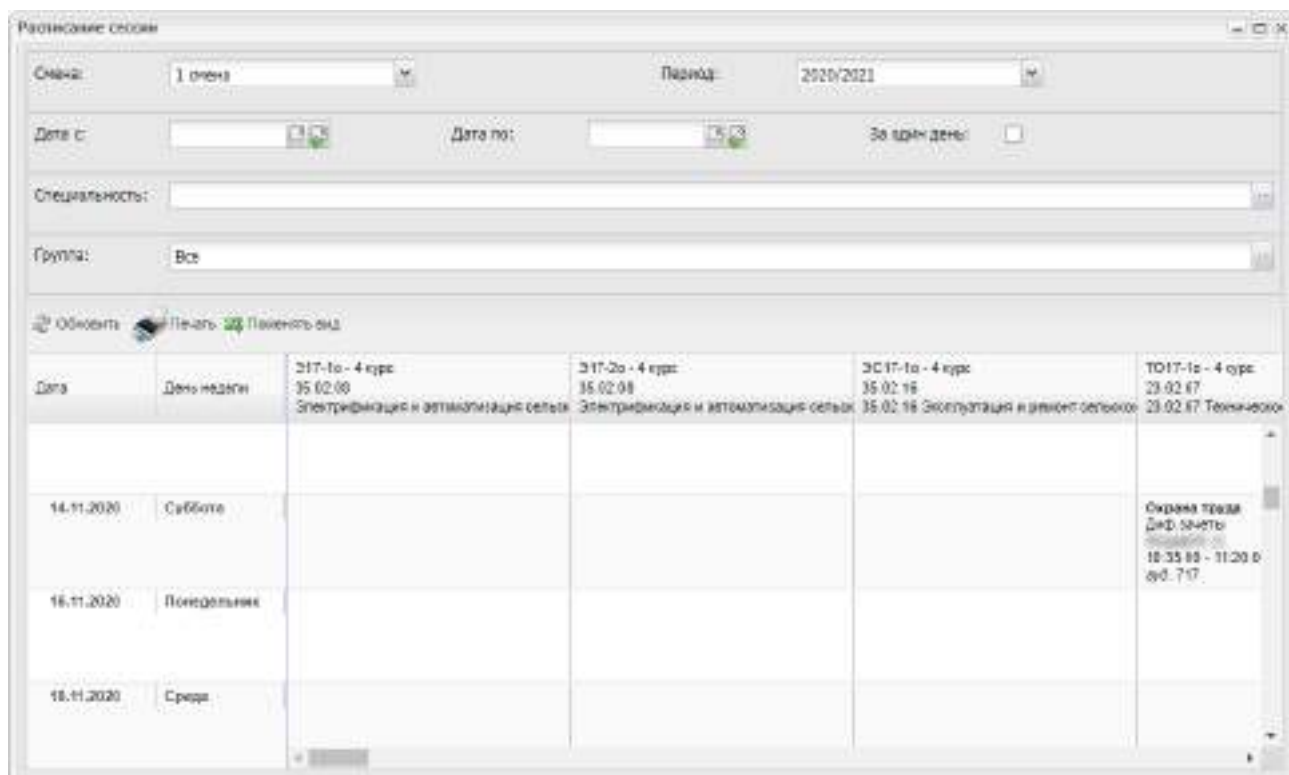 Расписание сессии
Смена: 1 смена Период: 2020/2021
Дата с: Дата по: За один день:
Специальность:
Группа: Все
Обновить Печать Поменять вид
Дата День недели
Э17-1о - 4 курс
35.02.08
Электрификация и автоматизация сельск
Э17-2о - 4 курс
35.02.08
Электрификация и автоматизация сельск
ЭС17-1о - 4 курс
35.02.16
35.02.16 Эксплуатация и ремонт сельскох
ТО17-1о - 4 курс
23.02.07
23.02.07 Техническо
14.11.2020 Суббота
Охрана труда
Диф.зачеты
10:35:00 - 11:20:0
ауд. 717
16.11.2020 Понедельник
18.11.2020 Среда